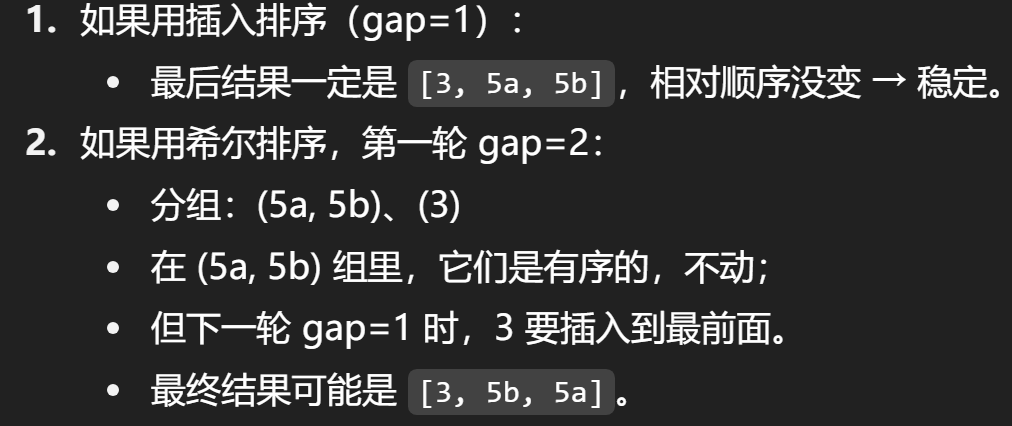 1. 如果用插入排序（gap=1）：
• 最后结果一定是 [3, 5a, 5b]，相对顺序没变 → 稳定。
2. 如果用希尔排序，第一轮 gap=2：
• 分组：(5a, 5b)、(3)
• 在 (5a, 5b) 组里，它们是有序的，不动；
• 但下一轮 gap=1 时，3 要插入到最前面。
• 最终结果可能是 [3, 5b, 5a]。